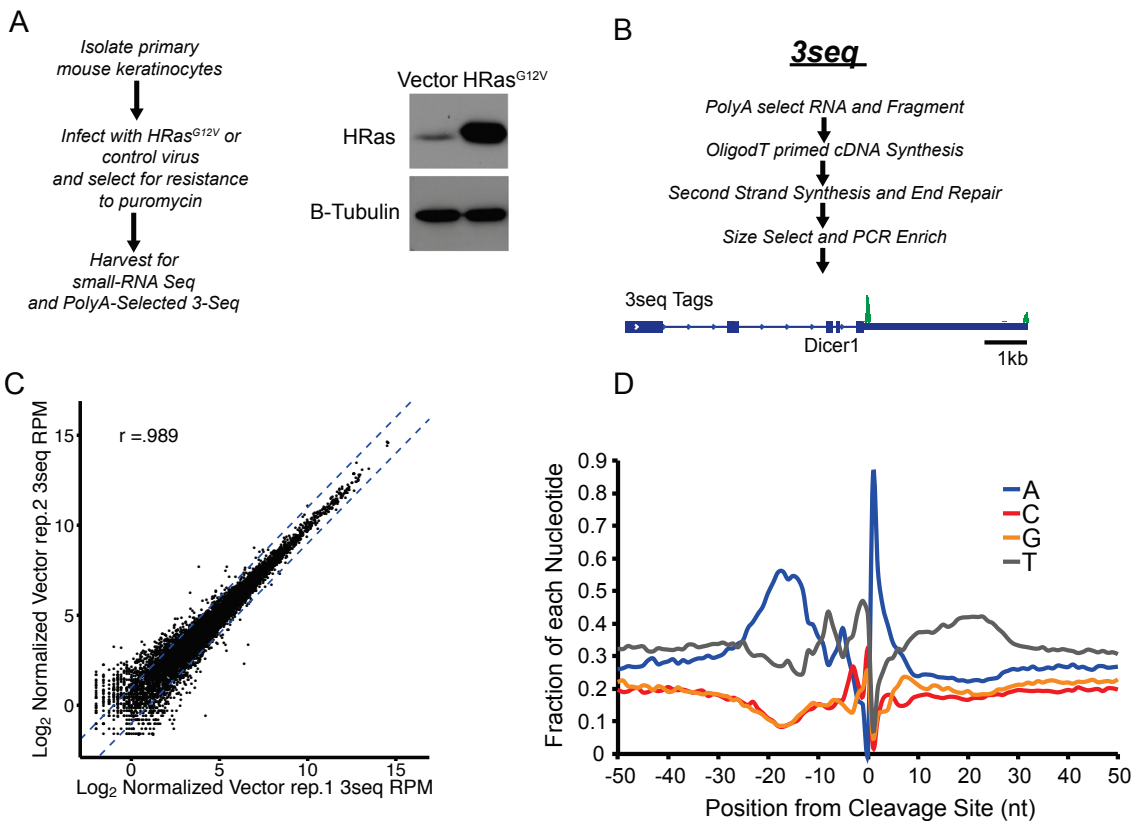 A
Isolate primary
mouse keratinocytes
Infect with HRasG12V or
control virus
and select for resistance
to puromycin
Harvest for
small-RNA Seq
and PolyA-Selected 3-Seq
Vector HRasG12V
HRas
B-Tubulin
B
3seq
PolyA select RNA and Fragment
OligodT primed cDNA Synthesis
Second Strand Synthesis and End Repair
Size Select and PCR Enrich
3seq Tags
Dicer1
1kb
C
Log2 Normalized Vector rep.2 3seq RPM
15
10
5
0
r =.989
0 5 10 15
Log2 Normalized Vector rep.1 3seq RPM
D
Fraction of each Nucleotide
0.9
0.8
0.7
0.6
0.5
0.4
0.3
0.2
0.1
0
A
C
G
T
-50 -40 -30 -20 -10 0 10 20 30 40 50
Position from Cleavage Site (nt)